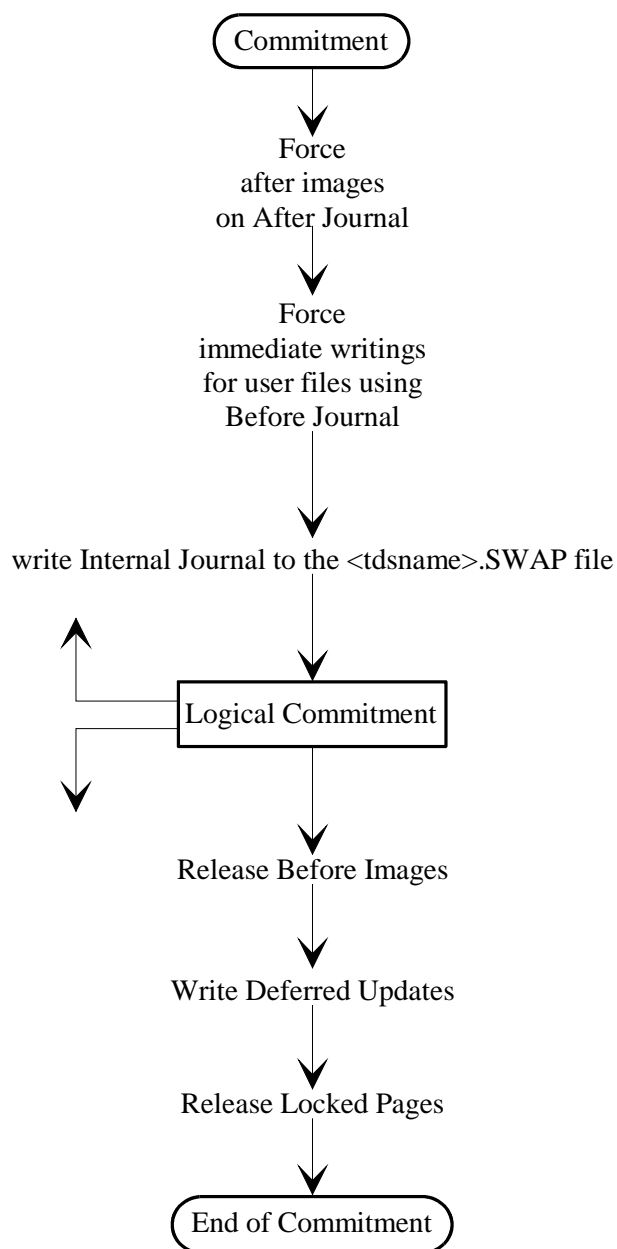 Commitment
Force
after images
on After Journal
Force
immediate writings
for user files using
Before Journal
write Internal Journal to the <tdsname>.SWAP file
Logical Commitment
Release Before Images
Write Deferred Updates
Release Locked Pages
End of Commitment